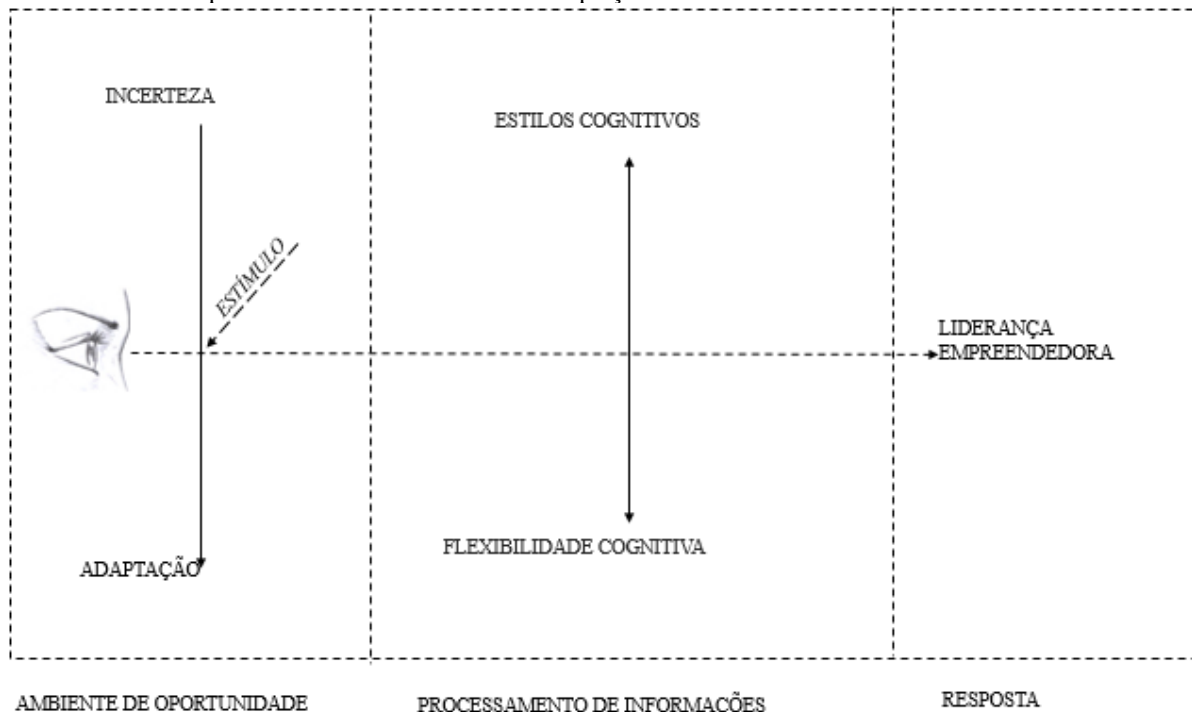 INCERTEZA
ESTILOS COGNITIVOS
ESTÍMULO
LIDERANÇA
EMPREENDEDORA
FLEXIBILIDADE COGNITIVA
ADAPTAÇÃO
AMBIENTE DE OPORTUNIDADE
PROCESSAMENTO DE INFORMAÇÕES
RESPOSTA